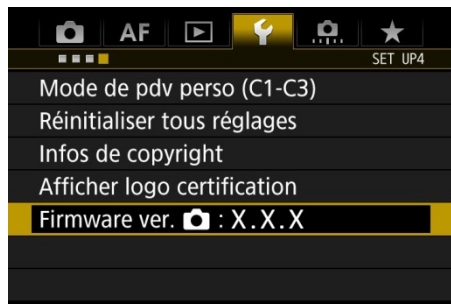 AF
SET UP4
Mode de pdv perso (C1-C3)
Réinitialiser tous réglages
Infos de copyright
Afficher logo certification
Firmware ver. : X.X.X